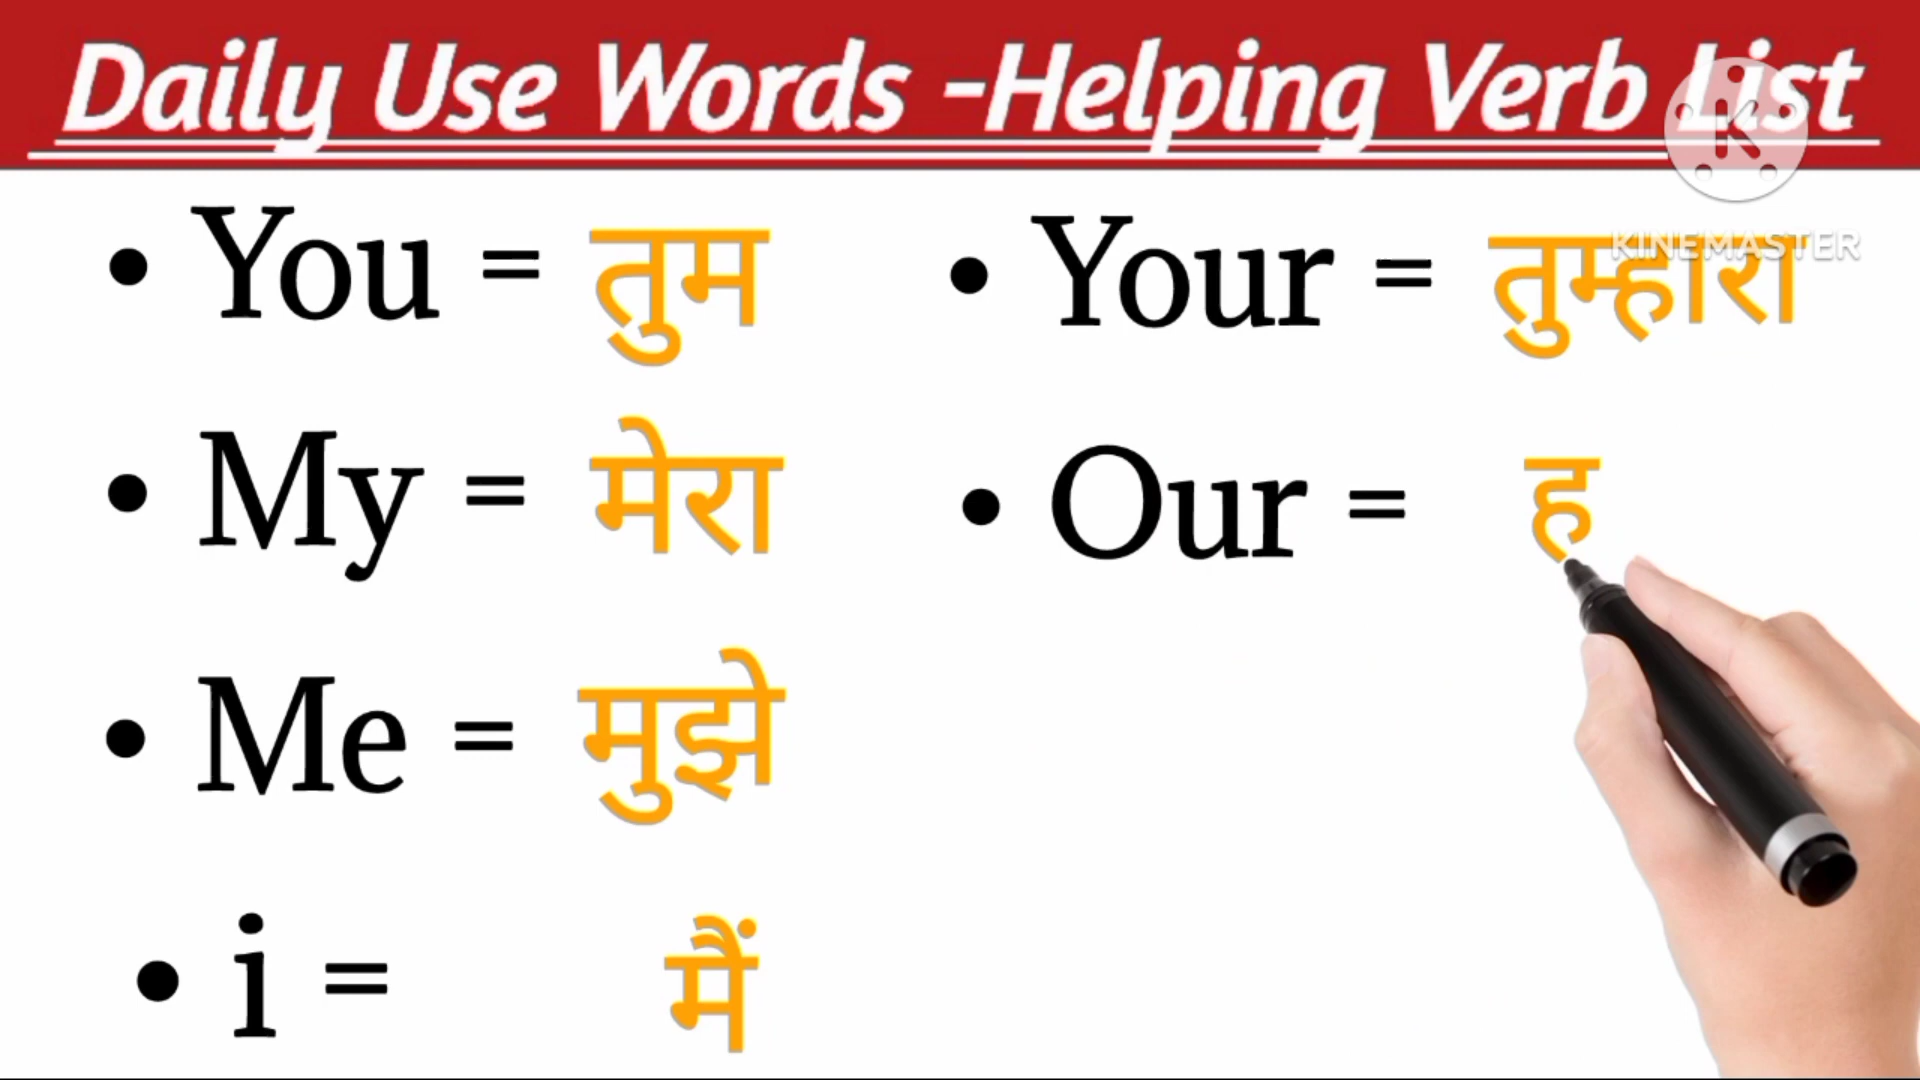 Daily Use Words -Helping Verb List
KINEMASTER
• You = तुम
• Your = तुम्हारा
• My = मेरा
• Our = ह
• Me = मुझे
• i = मैं